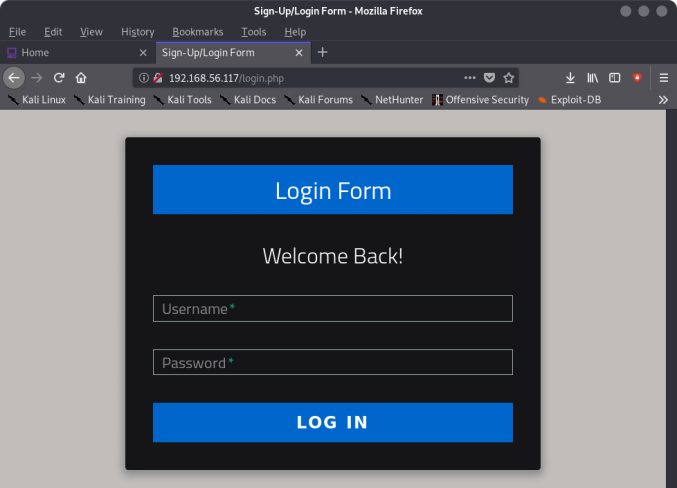 Sign-Up/Login Form - Mozilla Firefox
File Edit View History Bookmarks Tools Help
Home Sign-Up/Login Form
192.168.56.117/login.php
Kali Linux Kali Training Kali Tools Kali Docs Kali Forums NetHunter Offensive Security Exploit-DB
Login Form
Welcome Back!
Username*
Password*
LOG IN